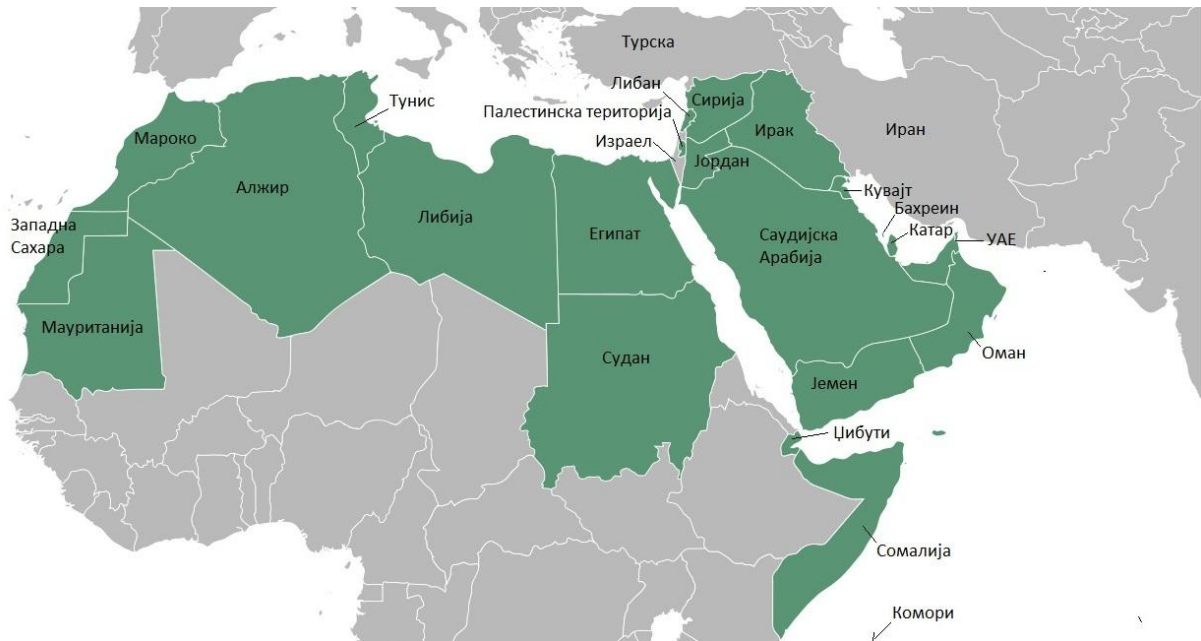 Турска
Либан
Сирија
Тунис
Палестинска територија
Мароко
Ирак
Иран
Израел
Јордан
Алжир
Кувајт
Бахреин
Либија
Западна
Сахара
Египат
Катар
Саудијска
Арабија
УАЕ
Мауританија
Судан
Оман
Јемен
Џибути
Сомалија
Комори